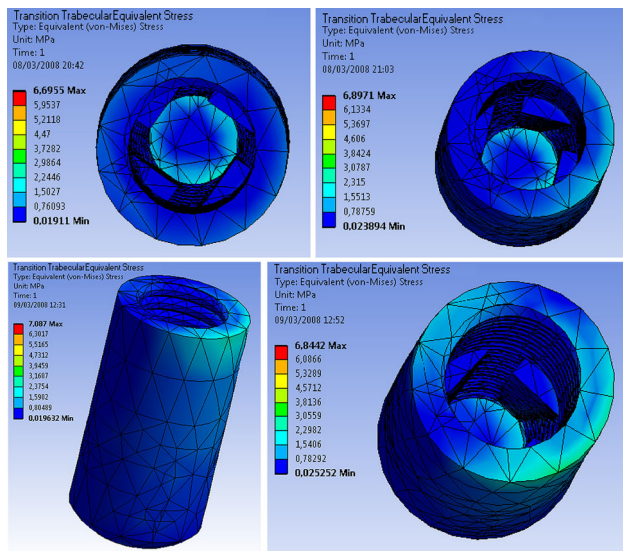 Transition TrabecularEquivalent Stress
Type: Equivalent (von-Mises) Stress
Unit: MPa
Time: 1
08/03/2008 20:42
6,6955 Max
5,9537
5,2118
4,47
3,7282
2,9864
2,2446
1,5027
0,76093
0,01911 Min
Transition TrabecularEquivalent Stress
Type: Equivalent (von-Mises) Stress
Unit: MPa
Time: 1
08/03/2008 21:03
6,8971 Max
6,1334
5,3697
4,606
3,8424
3,0787
2,315
1,5513
0,78759
0,023894 Min
Transition TrabecularEquivalent Stress
Type: Equivalent (von-Mises) Stress
Unit: MPa
Time: 1
09/03/2008 12:31
7,087 Max
6,3017
5,5165
4,7312
3,9459
3,1607
2,3754
1,5902
0,80489
0,019632 Min
Transition TrabecularEquivalent Stress
Type: Equivalent (von-Mises) Stress
Unit: MPa
Time: 1
09/03/2008 12:52
6,8442 Max
6,0866
5,3289
4,5712
3,8136
3,0559
2,2982
1,5406
0,78292
0,025252 Min